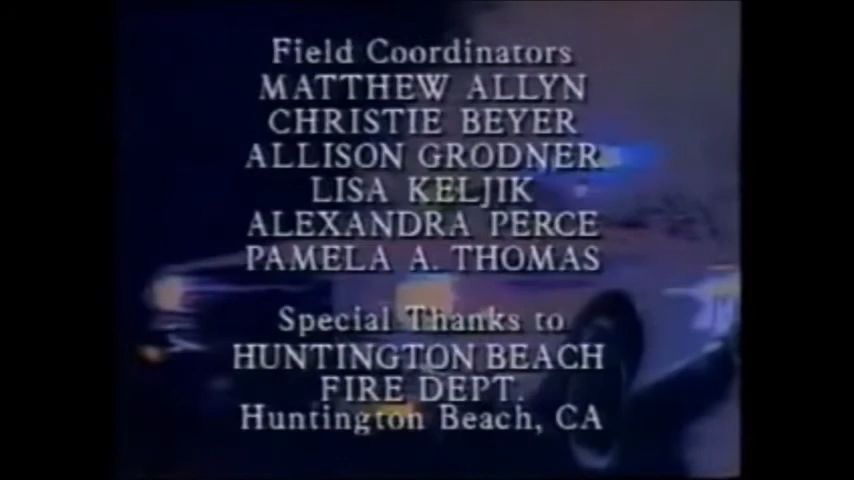 Field Coordinators
MATTHEW ALLYN
CHRISTIE BEYER
ALLISON GRODNER
LISA KELJIK
ALEXANDRA PERCE
PAMELA A. THOMAS
Special Thanks to
HUNTINGTON BEACH
FIRE DEPT.
Huntington Beach, CA